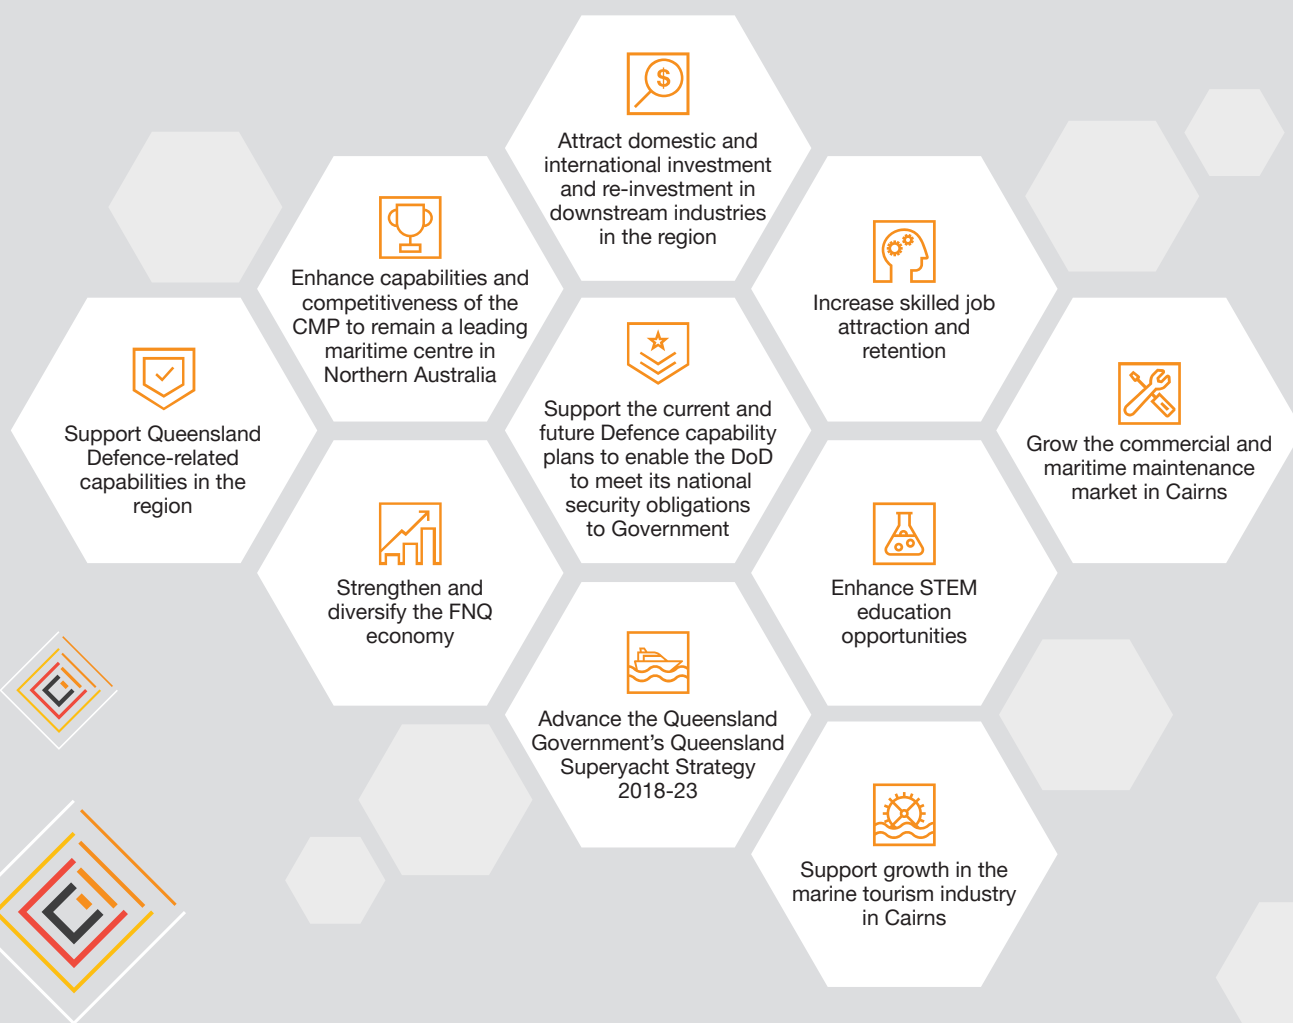 $
Attract domestic and
international investment
and re-investment in
downstream industries
in the region
Enhance capabilities and
competitiveness of the
CMP to remain a leading
maritime centre in
Northern Australia
Increase skilled job
attraction and
retention
Support Queensland
Defence-related
capabilities in the
region
Support the current and
future Defence capability
plans to enable the DoD
to meet its national
security obligations
to Government
Grow the commercial and
maritime maintenance
market in Cairns
Strengthen and
diversify the FNQ
economy
Enhance STEM
education
opportunities
Advance the Queensland
Government’s Queensland
Superyacht Strategy
2018-23
Support growth in the
marine tourism industry
in Cairns